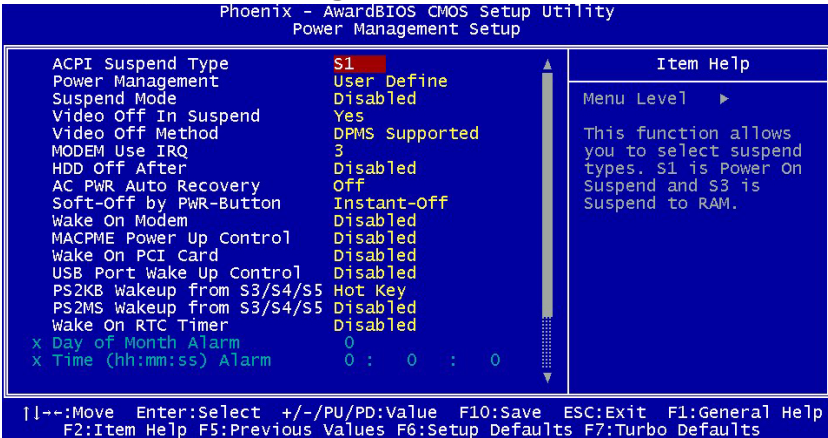 Phoenix - AwardBIOS CMOS Setup Utility
Power Management Setup
ACPI Suspend Type S1
Power Management User Define
Suspend Mode Disabled
Video Off In Suspend Yes
Video Off Method DPMS Supported
MODEM Use IRQ 3
HDD Off After Disabled
AC PWR Auto Recovery Off
Soft-Off by PWR-Button Instant-Off
Wake On Modem Disabled
MACPME Power Up Control Disabled
Wake On PCI Card Disabled
USB Port Wake Up Control Disabled
PS2KB Wakeup from S3/S4/S5 Hot Key
PS2MS Wakeup from S3/S4/S5 Disabled
Wake On RTC Timer Disabled
x Day of Month Alarm 0
x Time (hh:mm:ss) Alarm 0 : 0 : 0
Item Help
Menu Level ▶
This function allows
you to select suspend
types. S1 is Power On
Suspend and S3 is
Suspend to RAM.
↑↓→←:Move Enter:Select +/-/PU/PD:Value F10:Save ESC:Exit F1:General Help
F2:Item Help F5:Previous Values F6:Setup Defaults F7:Turbo Defaults